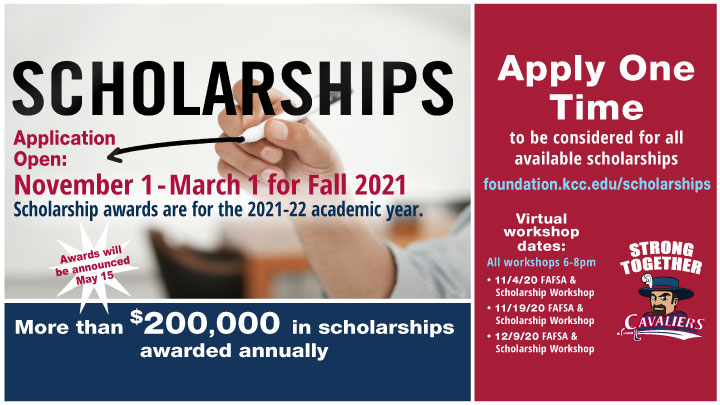 SCHOLARSHIPS
Application
Open:
November 1 - March 1 for Fall 2021
Scholarship awards are for the 2021-22 academic year.
Awards will
be announced
May 15
More than $200,000 in scholarships
awarded annually
Apply One
Time
to be considered for all
available scholarships
foundation.kcc.edu/scholarships
Virtual
workshop
dates:
All workshops 6-8pm
• 11/4/20 FAFSA &
Scholarship Workshop
• 11/19/20 FAFSA &
Scholarship Workshop
• 12/9/20 FAFSA &
Scholarship Workshop
STRONG
TOGETHER
CAVALIERS